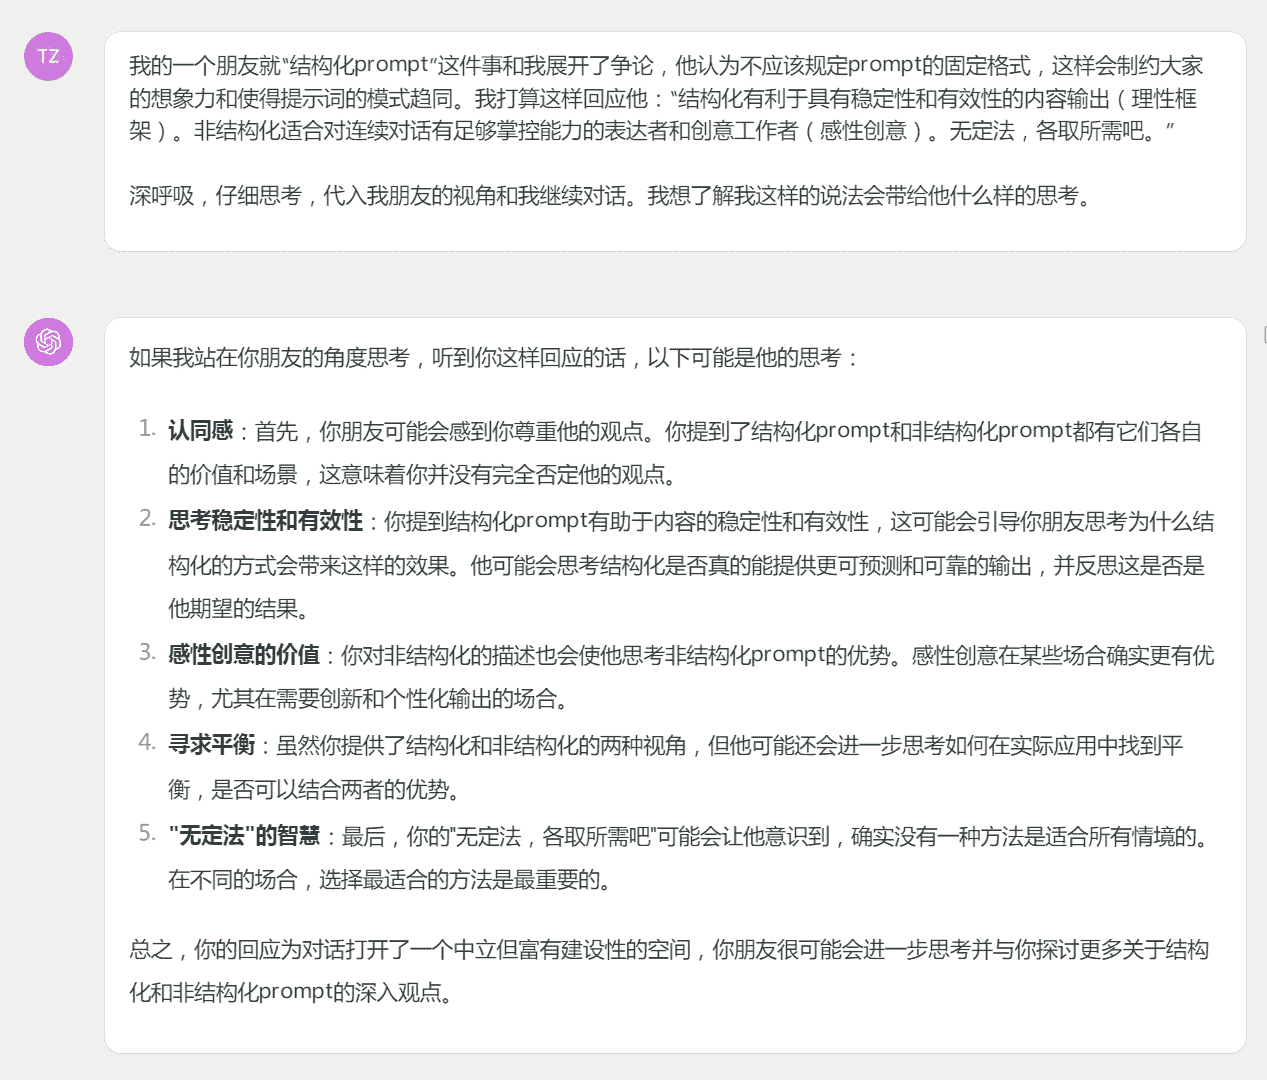 TZ
我的一个朋友就“结构化prompt”这件事和我展开了争论，他认为不应该规定prompt的固定格式，这样会制约大家
的想象力和使得提示词的模式趋同。我打算这样回应他：“结构化有利于具有稳定性和有效性的内容输出（理性框
架）。非结构化适合对连续对话有足够掌控能力的表达者和创意工作者（感性创意）。无定法，各取所需吧。”
深呼吸，仔细思考，代入我朋友的视角和我继续对话。我想了解我这样的说法会带给他什么样的思考。
如果我站在你朋友的角度思考，听到你这样回应的话，以下可能是他的思考：
1. 认同感：首先，你朋友可能会感到你尊重他的观点。你提到了结构化prompt和非结构化prompt都有它们各自
的价值和场景，这意味着你并没有完全否定他的观点。
2. 思考稳定性和有效性：你提到结构化prompt有助于内容的稳定性和有效性，这可能会引导你朋友思考为什么结
构化的方式会带来这样的效果。他可能会思考结构化是否真的能提供更可预测和可靠的输出，并反思这是否是
他期望的结果。
3. 感性创意的价值：你对非结构化的描述也会使他思考非结构化prompt的优势。感性创意在某些场合确实更有优
势，尤其在需要创新和个性化输出的场合。
4. 寻求平衡：虽然你提供了结构化和非结构化的两种视角，但他可能还会进一步思考如何在实际应用中找到平
衡，是否可以结合两者的优势。
5. "无定法"的智慧：最后，你的"无定法，各取所需吧"可能会让他意识到，确实没有一种方法是适合所有情境的。
在不同的场合，选择最适合的方法是最重要的。
总之，你的回应为对话打开了一个中立但富有建设性的空间，你朋友很可能会进一步思考并与你探讨更多关于结构
化和非结构化prompt的深入观点。